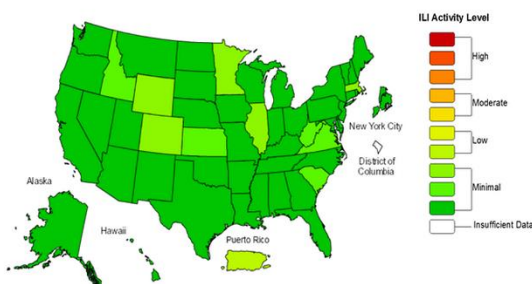 ILI Activity Level
High
Moderate
Low
Minimal
Insufficient Data
New York City
District of
Columbia
Alaska
Hawaii
Puerto Rico